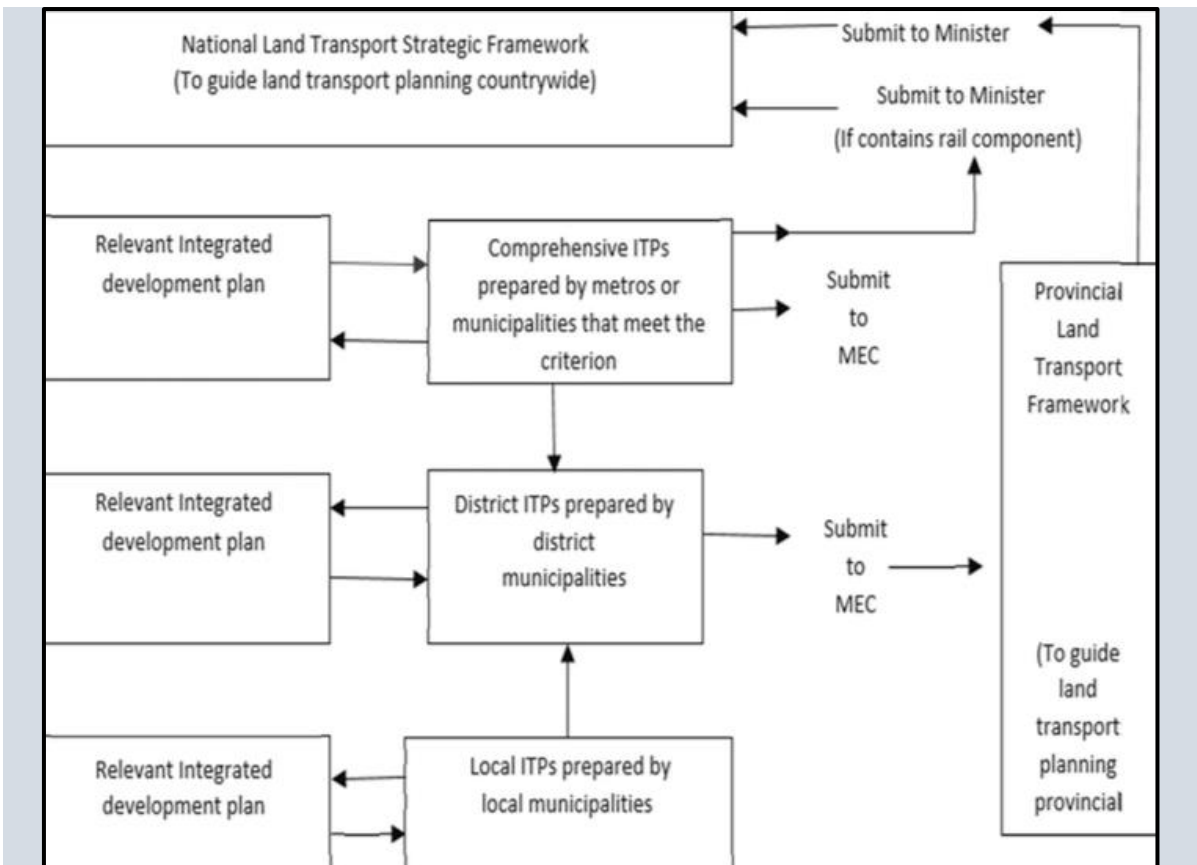 National Land Transport Strategic Framework
(To guide land transport planning countrywide)
Submit to Minister
Submit to Minister
(If contains rail component)
Relevant Integrated
development plan
Comprehensive ITPs
prepared by metros or
municipalities that meet the
criterion
Submit
to
MEC
Provincial
Land
Transport
Framework
(To guide
land
transport
planning
provincial
Relevant Integrated
development plan
District ITPs prepared by
district
municipalities
Submit
to
MEC
Relevant Integrated
development plan
Local ITPs prepared by
local municipalities